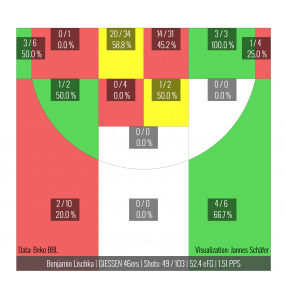 0 / 1
0.0 %
20 / 34
58.8 %
14 / 31
45.2 %
3 / 3
100.0 %
3 / 6
50.0 %
1 / 4
25.0 %
1 / 2
50.0 %
0 / 4
0.0 %
1 / 2
50.0 %
0 / 0
0.0 %
0 / 0
0.0 %
2 / 10
20.0 %
0 / 0
0.0 %
4 / 6
66.7 %
Data: Beko BBL
Visualization: Jannes Schäfer
Benjamin Lischka | GIESSEN 46ers | Shots: 49 / 103 | 52.4 eFG | 1.51 PPS